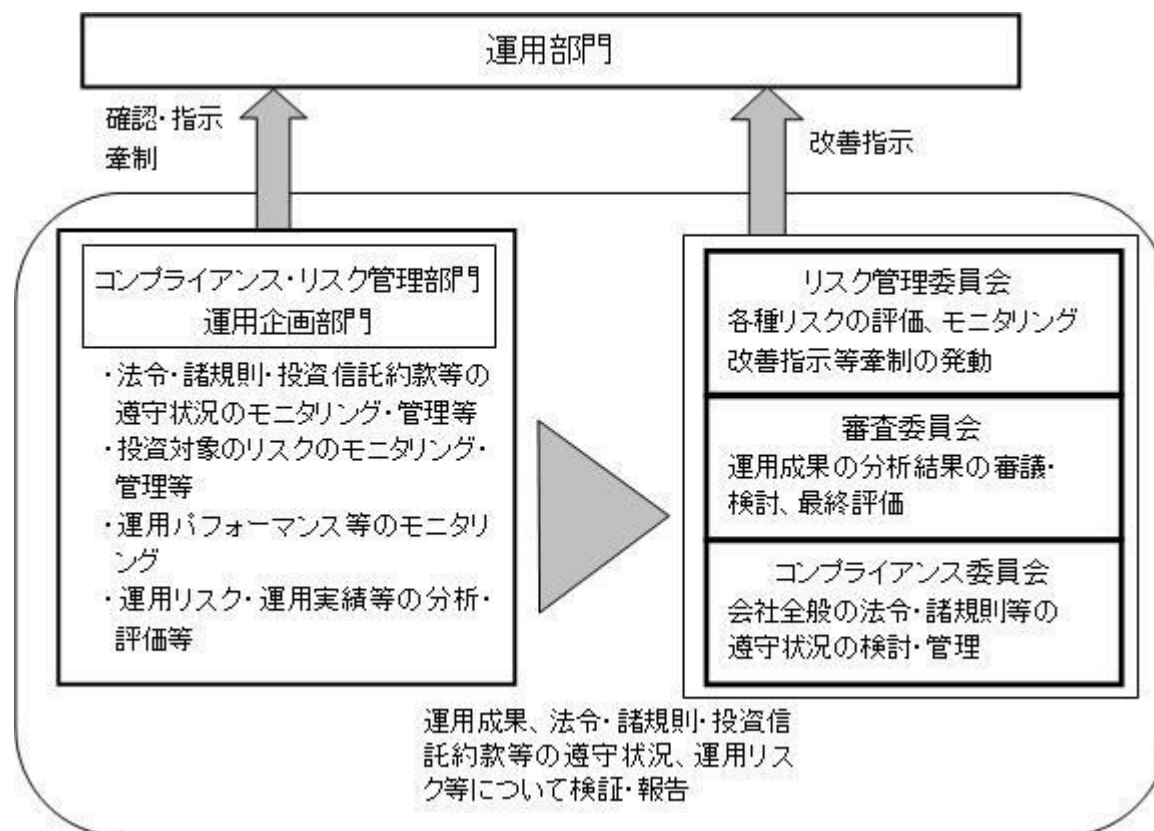 運用部門
確認・指示
牽制
改善指示
コンプライアンス・リスク管理部門
運用企画部門
・法令・諸規則・投資信託約款等の
遵守状況のモニタリング・管理等
・投資対象のリスクのモニタリング・
管理等
・運用パフォーマンス等のモニタリ
ング
・運用リスク・運用実績等の分析・
評価等
リスク管理委員会
各種リスクの評価、モニタリング
改善指示等牽制の発動
審査委員会
運用成果の分析結果の審議・
検討、最終評価
コンプライアンス委員会
会社全般の法令・諸規則等の
遵守状況の検討・管理
運用成果、法令・諸規則・投資信
託約款等の遵守状況、運用リス
ク等について検証・報告